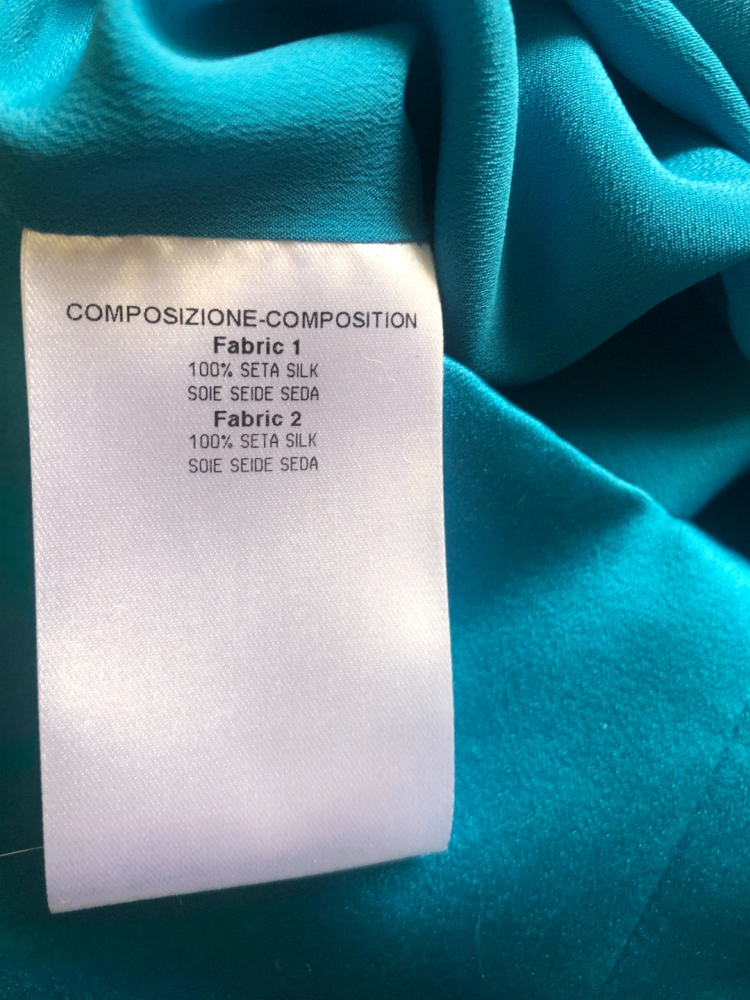 COMPOSIZIONE-COMPOSITION
Fabric 1
100% SETA SILK
SOIE SEIDE SEDA
Fabric 2
100% SETA SILK
SOIE SEIDE SEDA